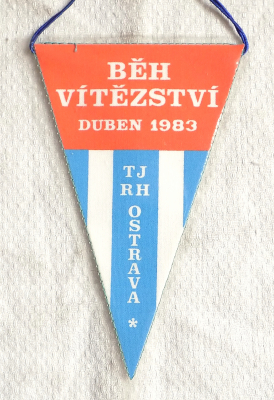 BĚH
VÍTĚZSTVÍ
DUBEN 1983
TJ
RH
OSTRAVA
*